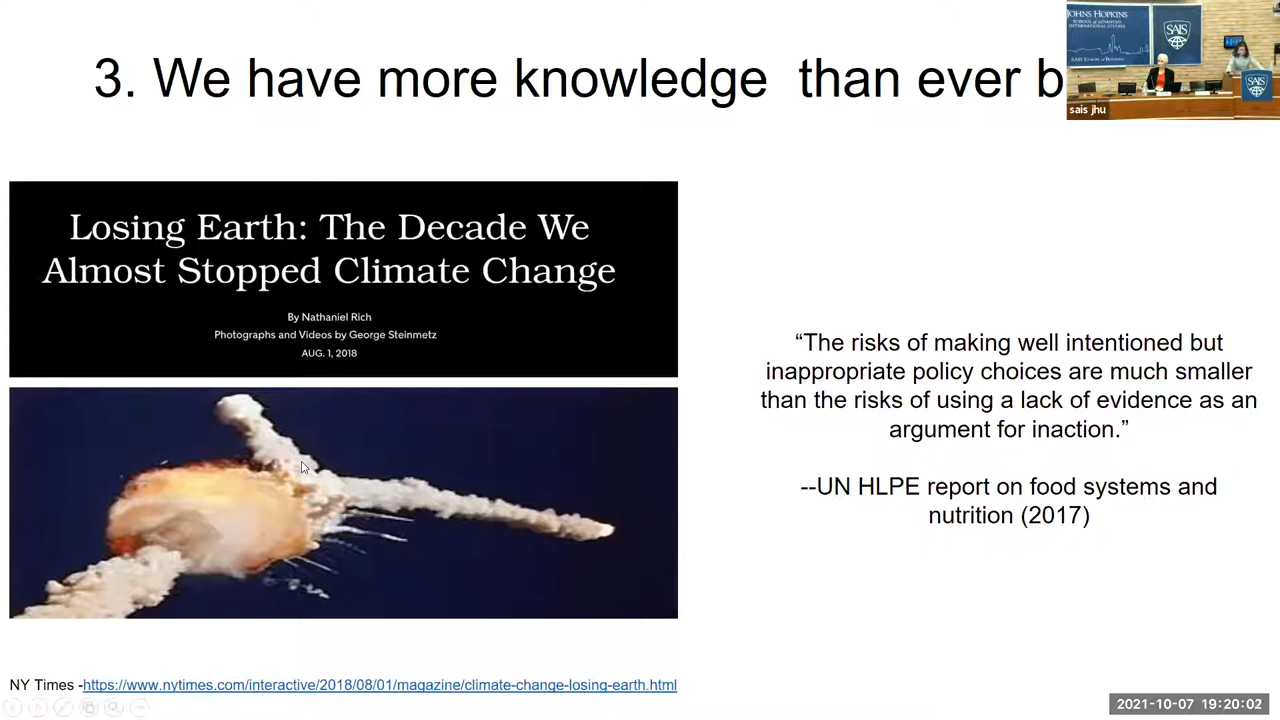 3. We have more knowledge  than ever b
JOHNS HOPKINS
SAIS
SAIS
sais jhu
Losing Earth: The Decade We
Almost Stopped Climate Change
By Nathaniel Rich
Photographs and Videos by George Steinmetz
AUG. 1, 2018
“The risks of making well intentioned but
inappropriate policy choices are much smaller
than the risks of using a lack of evidence as an
argument for inaction.”
--UN HLPE report on food systems and
nutrition (2017)
NY Times -https://www.nytimes.com/interactive/2018/08/01/magazine/climate-change-losing-earth.html
2021-10-07 19:20:02